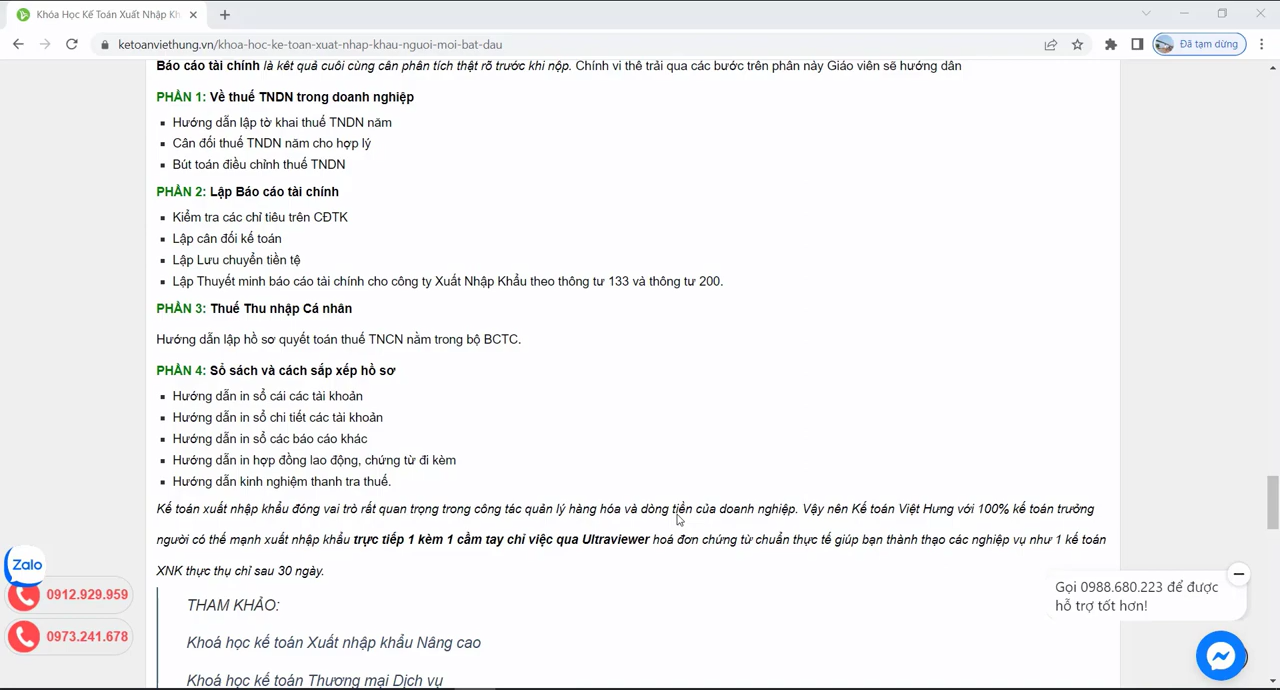 Khóa Học Kế Toán Xuất Nhập Kh
ketoanviethung.vn/khoa-hoc-ke-toan-xuat-nhap-khau-nguoi-moi-bat-dau
Đã tạm dừng
Báo cáo tài chính là kết quả cuối cùng cần phân tích thật rõ trước khi nộp. Chính vì thế trải qua các bước trên phần này Giáo viên sẽ hướng dẫn
PHẦN 1: Về thuế TNDN trong doanh nghiệp
▪ Hướng dẫn lập tờ khai thuế TNDN năm
▪ Cân đối thuế TNDN năm cho hợp lý
▪ Bút toán điều chỉnh thuế TNDN
PHẦN 2: Lập Báo cáo tài chính
▪ Kiểm tra các chỉ tiêu trên CĐTK
▪ Lập cân đối kế toán
▪ Lập Lưu chuyển tiền tệ
▪ Lập Thuyết minh báo cáo tài chính cho công ty Xuất Nhập Khẩu theo thông tư 133 và thông tư 200.
PHẦN 3: Thuế Thu nhập Cá nhân
Hướng dẫn lập hồ sơ quyết toán thuế TNCN nằm trong bộ BCTC.
PHẦN 4: Sổ sách và cách sắp xếp hồ sơ
▪ Hướng dẫn in sổ cái các tài khoản
▪ Hướng dẫn in sổ chi tiết các tài khoản
▪ Hướng dẫn in sổ các báo cáo khác
▪ Hướng dẫn in hợp đồng lao động, chứng từ đi kèm
▪ Hướng dẫn kinh nghiệm thanh tra thuế.
Kế toán xuất nhập khẩu đóng vai trò rất quan trọng trong công tác quản lý hàng hóa và dòng tiền của doanh nghiệp. Vậy nên Kế toán Việt Hưng với 100% kế toán trưởng
người có thế mạnh xuất nhập khẩu trực tiếp 1 kèm 1 cầm tay chỉ việc qua Ultraviewer hoá đơn chứng từ chuẩn thực tế giúp bạn thành thạo các nghiệp vụ như 1 kế toán
XNK thực thụ chỉ sau 30 ngày.
THAM KHẢO:
Khoá học kế toán Xuất nhập khẩu Nâng cao
Khoá học kế toán Thương mại Dịch vụ
Zalo
0912.929.959
0973.241.678
Gọi 0988.680.223 để được
hỗ trợ tốt hơn!